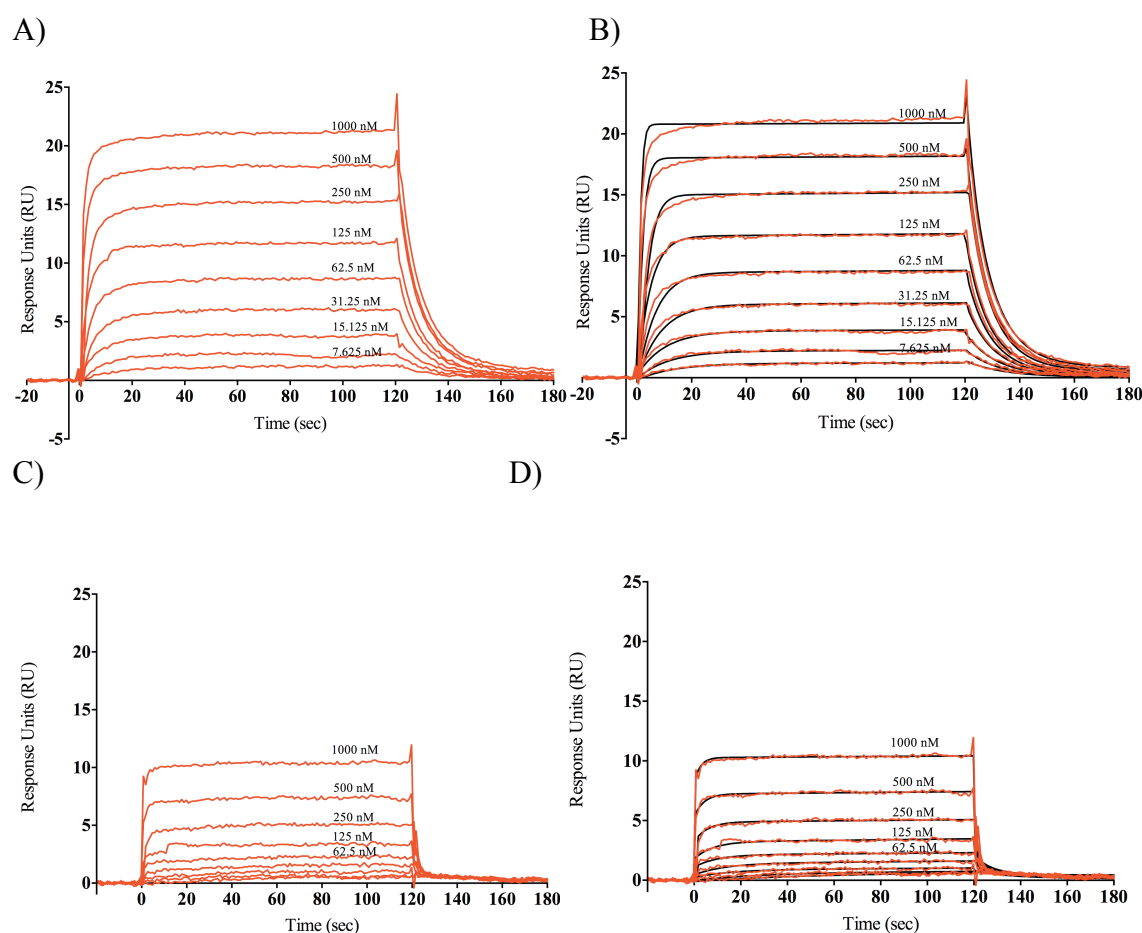 A)
B)
25
20
15
10
5
0
-5
Response Units (RU)
-20 0 20 40 60 80 100 120 140 160 180
Time (sec)
1000 nM
500 nM
250 nM
125 nM
62.5 nM
31.25 nM
15.125 nM
7.625 nM
25
20
15
10
5
0
-5
Response Units (RU)
-20 0 20 40 60 80 100 120 140 160 180
Time (sec)
1000 nM
500 nM
250 nM
125 nM
62.5 nM
31.25 nM
15.125 nM
7.625 nM
C)
D)
25
20
15
10
5
0
Response Units (RU)
0 20 40 60 80 100 120 140 160 180
Time (sec)
1000 nM
500 nM
250 nM
125 nM
62.5 nM
25
20
15
10
5
0
Response Units (RU)
0 20 40 60 80 100 120 140 160 180
Time (sec)
1000 nM
500 nM
250 nM
125 nM
62.5 nM